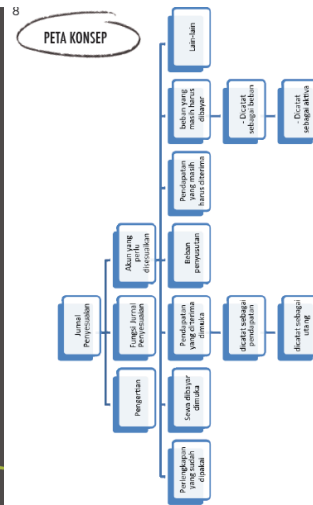 8
PETA KONSEP
Jurnal
Penyesuaian
Pengertian
Fungsi Jurnal
Penyesuaian
Akun yang
perlu
disesuaikan
Perlengkapan
yang sudah
dipakai
Sewa dibayar
dimuka
Pendapatan
yang diterima
dimuka
Beban
penyusutan
Pendapatan
yang masih
harus diterima
beban yang
masih harus
dibayar
Lain-lain
dicatat sebagai
pendapatan
- Dicatat
sebagai beban
dicatat sebagai
utang
- Dicatat
sebagai aktiva